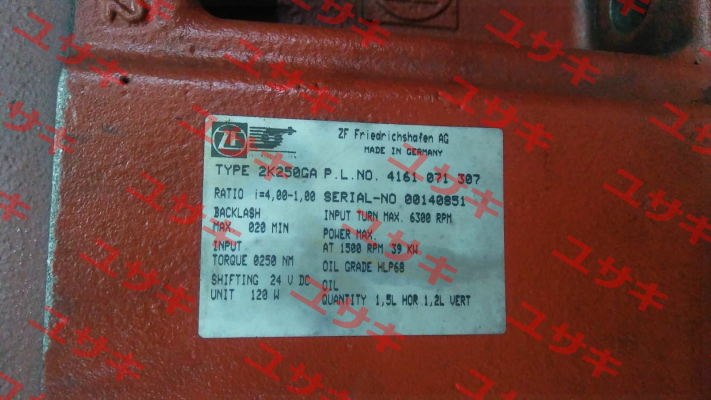 ZF
ZF Friedrichshafen AG
MADE IN GERMANY
TYPE 2K250GA P.L.NO. 4161 071 307
RATIO i=4,00-1,00 SERIAL-NO 00140851
BACKLASH
MAX 020 MIN
INPUT TURN MAX. 6300 RPM
POWER MAX.
INPUT
TORQUE 0250 NM
AT 1500 RPM 39 KW
OIL GRADE HLP68
SHIFTING 24 V DC
UNIT 120 W
OIL
QUANTITY 1,5L HOR 1,2L VERT
ユサキ